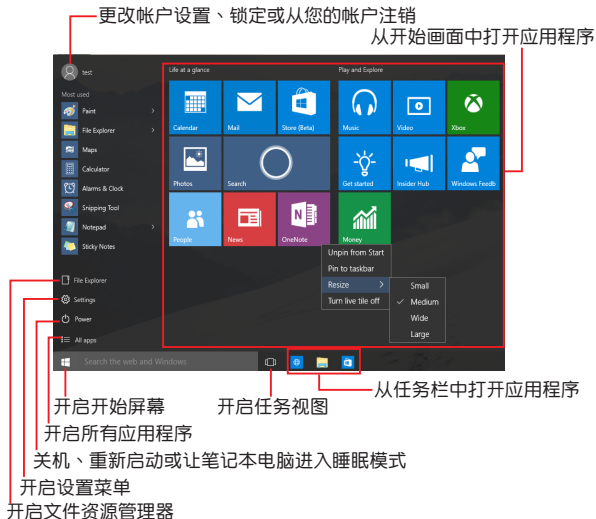 更改帐户设置、锁定或从您的帐户注销
从开始画面中打开应用程序
test
Life at a glance
Play and Explore
Most used
Paint
File Explorer
Maps
Calculator
Alarms & Clock
Snipping Tool
Notepad
Sticky Notes
Calendar
Mail
Store (Beta)
Music
Video
Xbox
Photos
Search
Get started
Insider Hub
Windows Feedb
People
News
OneNote
Money
Unpin from Start
Pin to taskbar
Resize
Turn live tile off
Small
Medium
Wide
Large
File Explorer
Settings
Power
All apps
Search the web and Windows
从任务栏中打开应用程序
开启开始屏幕
开启任务视图
开启所有应用程序
关机、重新启动或让笔记本电脑进入睡眠模式
开启设置菜单
开启文件资源管理器